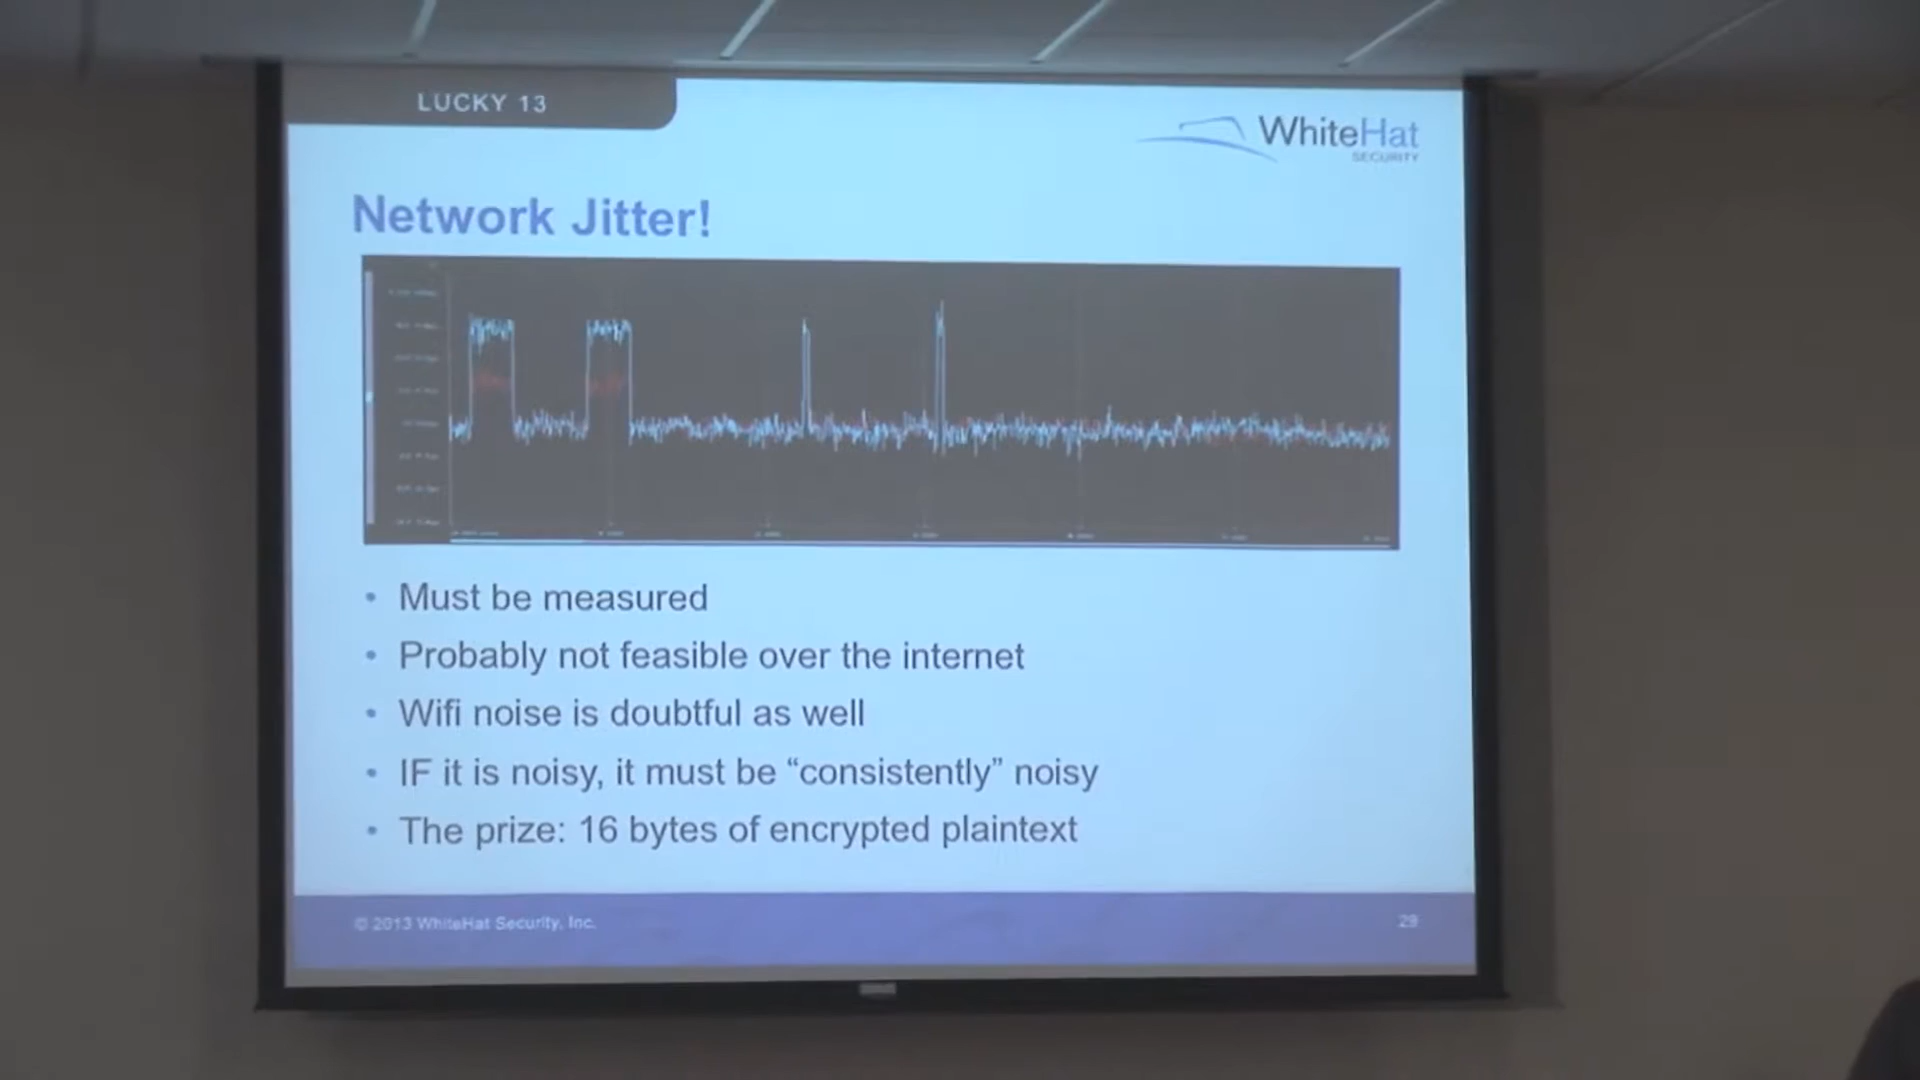 LUCKY 13
WhiteHat
SECURITY
Network Jitter!
• Must be measured
• Probably not feasible over the internet
• Wifi noise is doubtful as well
• IF it is noisy, it must be “consistently” noisy
• The prize: 16 bytes of encrypted plaintext
© 2013 WhiteHat Security, Inc.
29